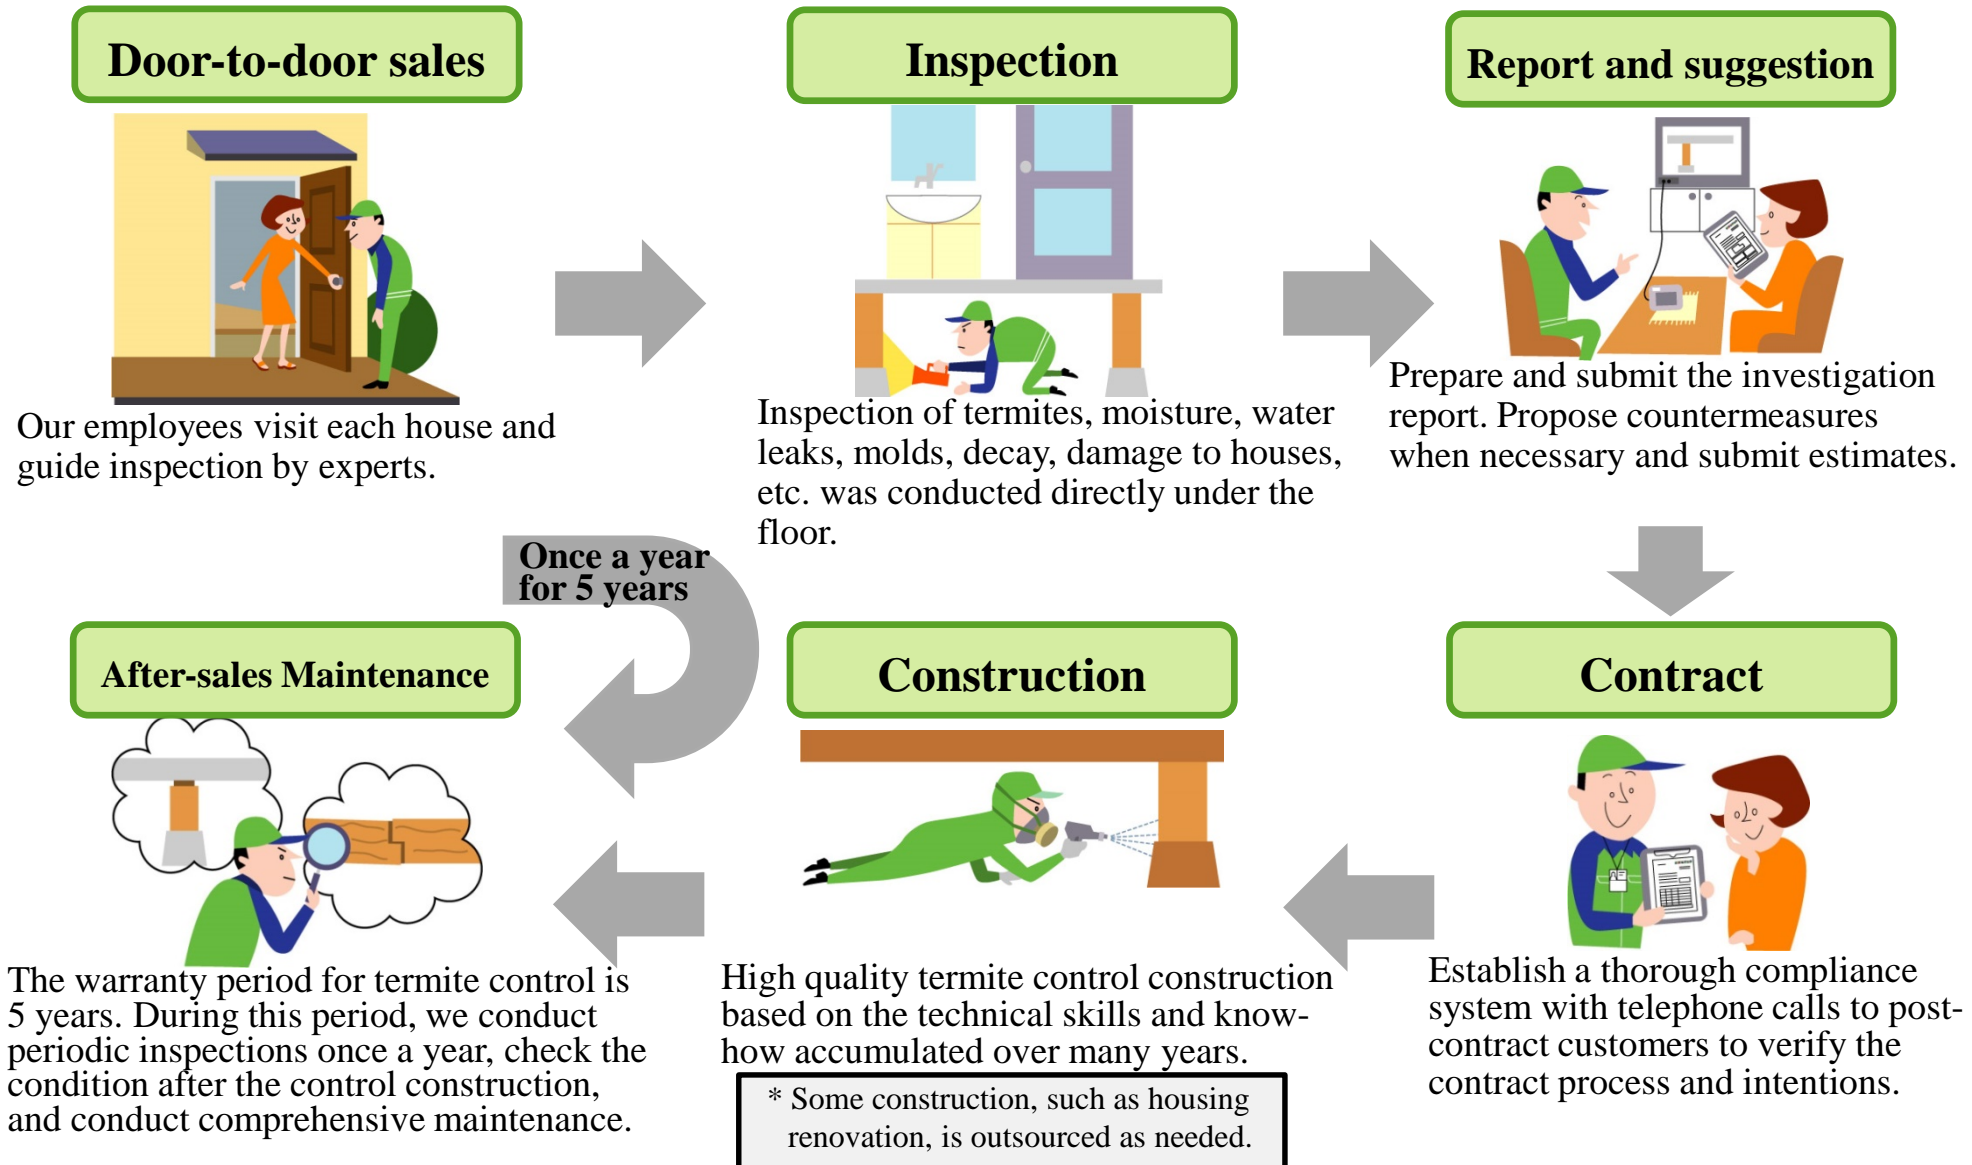 Door-to-door sales
Our employees visit each house and
guide inspection by experts.
Inspection
Inspection of termites, moisture, water
leaks, molds, decay, damage to houses,
etc. was conducted directly under the
floor.
Report and suggestion
Prepare and submit the investigation
report. Propose countermeasures
when necessary and submit estimates.
Contract
Establish a thorough compliance
system with telephone calls to post-
contract customers to verify the
contract process and intentions.
Construction
High quality termite control construction
based on the technical skills and know-
how accumulated over many years.
* Some construction, such as housing
renovation, is outsourced as needed.
Once a year
for 5 years
After-sales Maintenance
The warranty period for termite control is
5 years. During this period, we conduct
periodic inspections once a year, check the
condition after the control construction,
and conduct comprehensive maintenance.